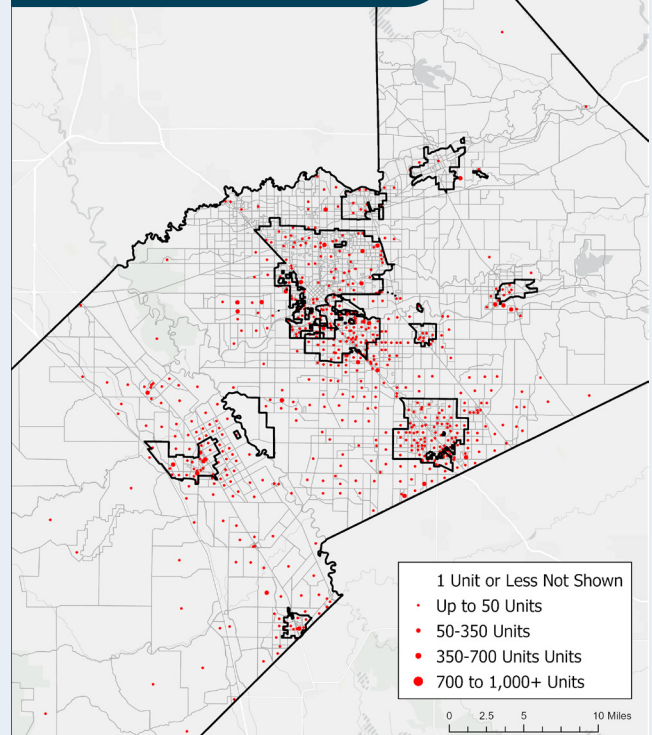 1 Unit or Less Not Shown
Up to 50 Units
50-350 Units
350-700 Units Units
700 to 1,000+ Units
0 2.5 5 10 Miles